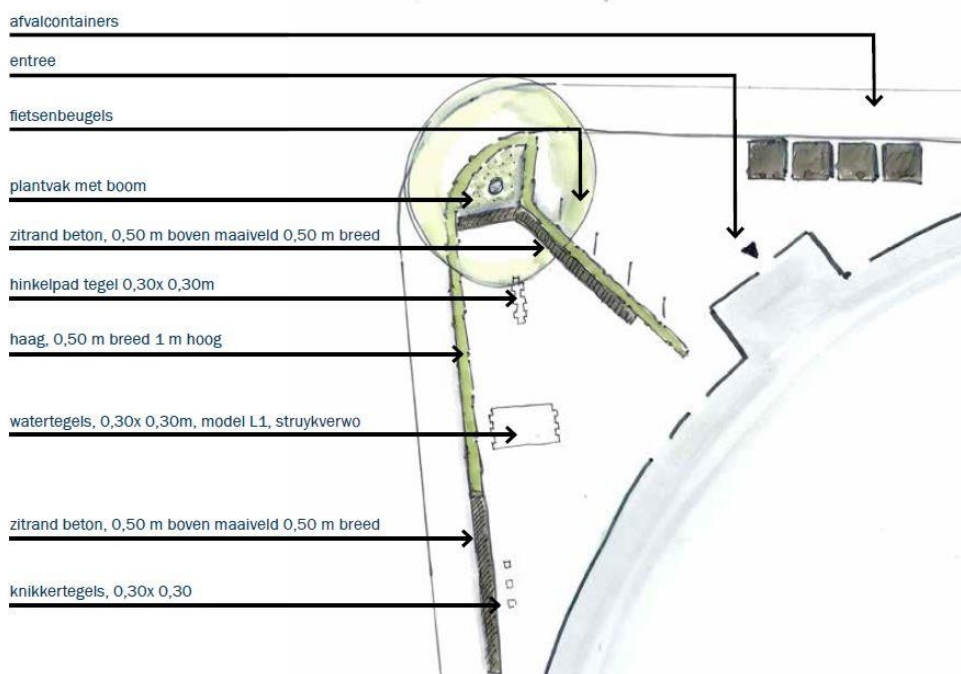 afvalcontainers
entree
fietsenbeugels
plantvak met boom
zitrand beton, 0,50 m boven maaiveld 0,50 m breed
hinkelpad tegel 0,30x 0,30m
haag, 0,50 m breed 1 m hoog
watertegels, 0,30x 0,30m, model L1, struykverwo
zitrand beton, 0,50 m boven maaiveld 0,50 m breed
knikkertegels, 0,30x 0,30